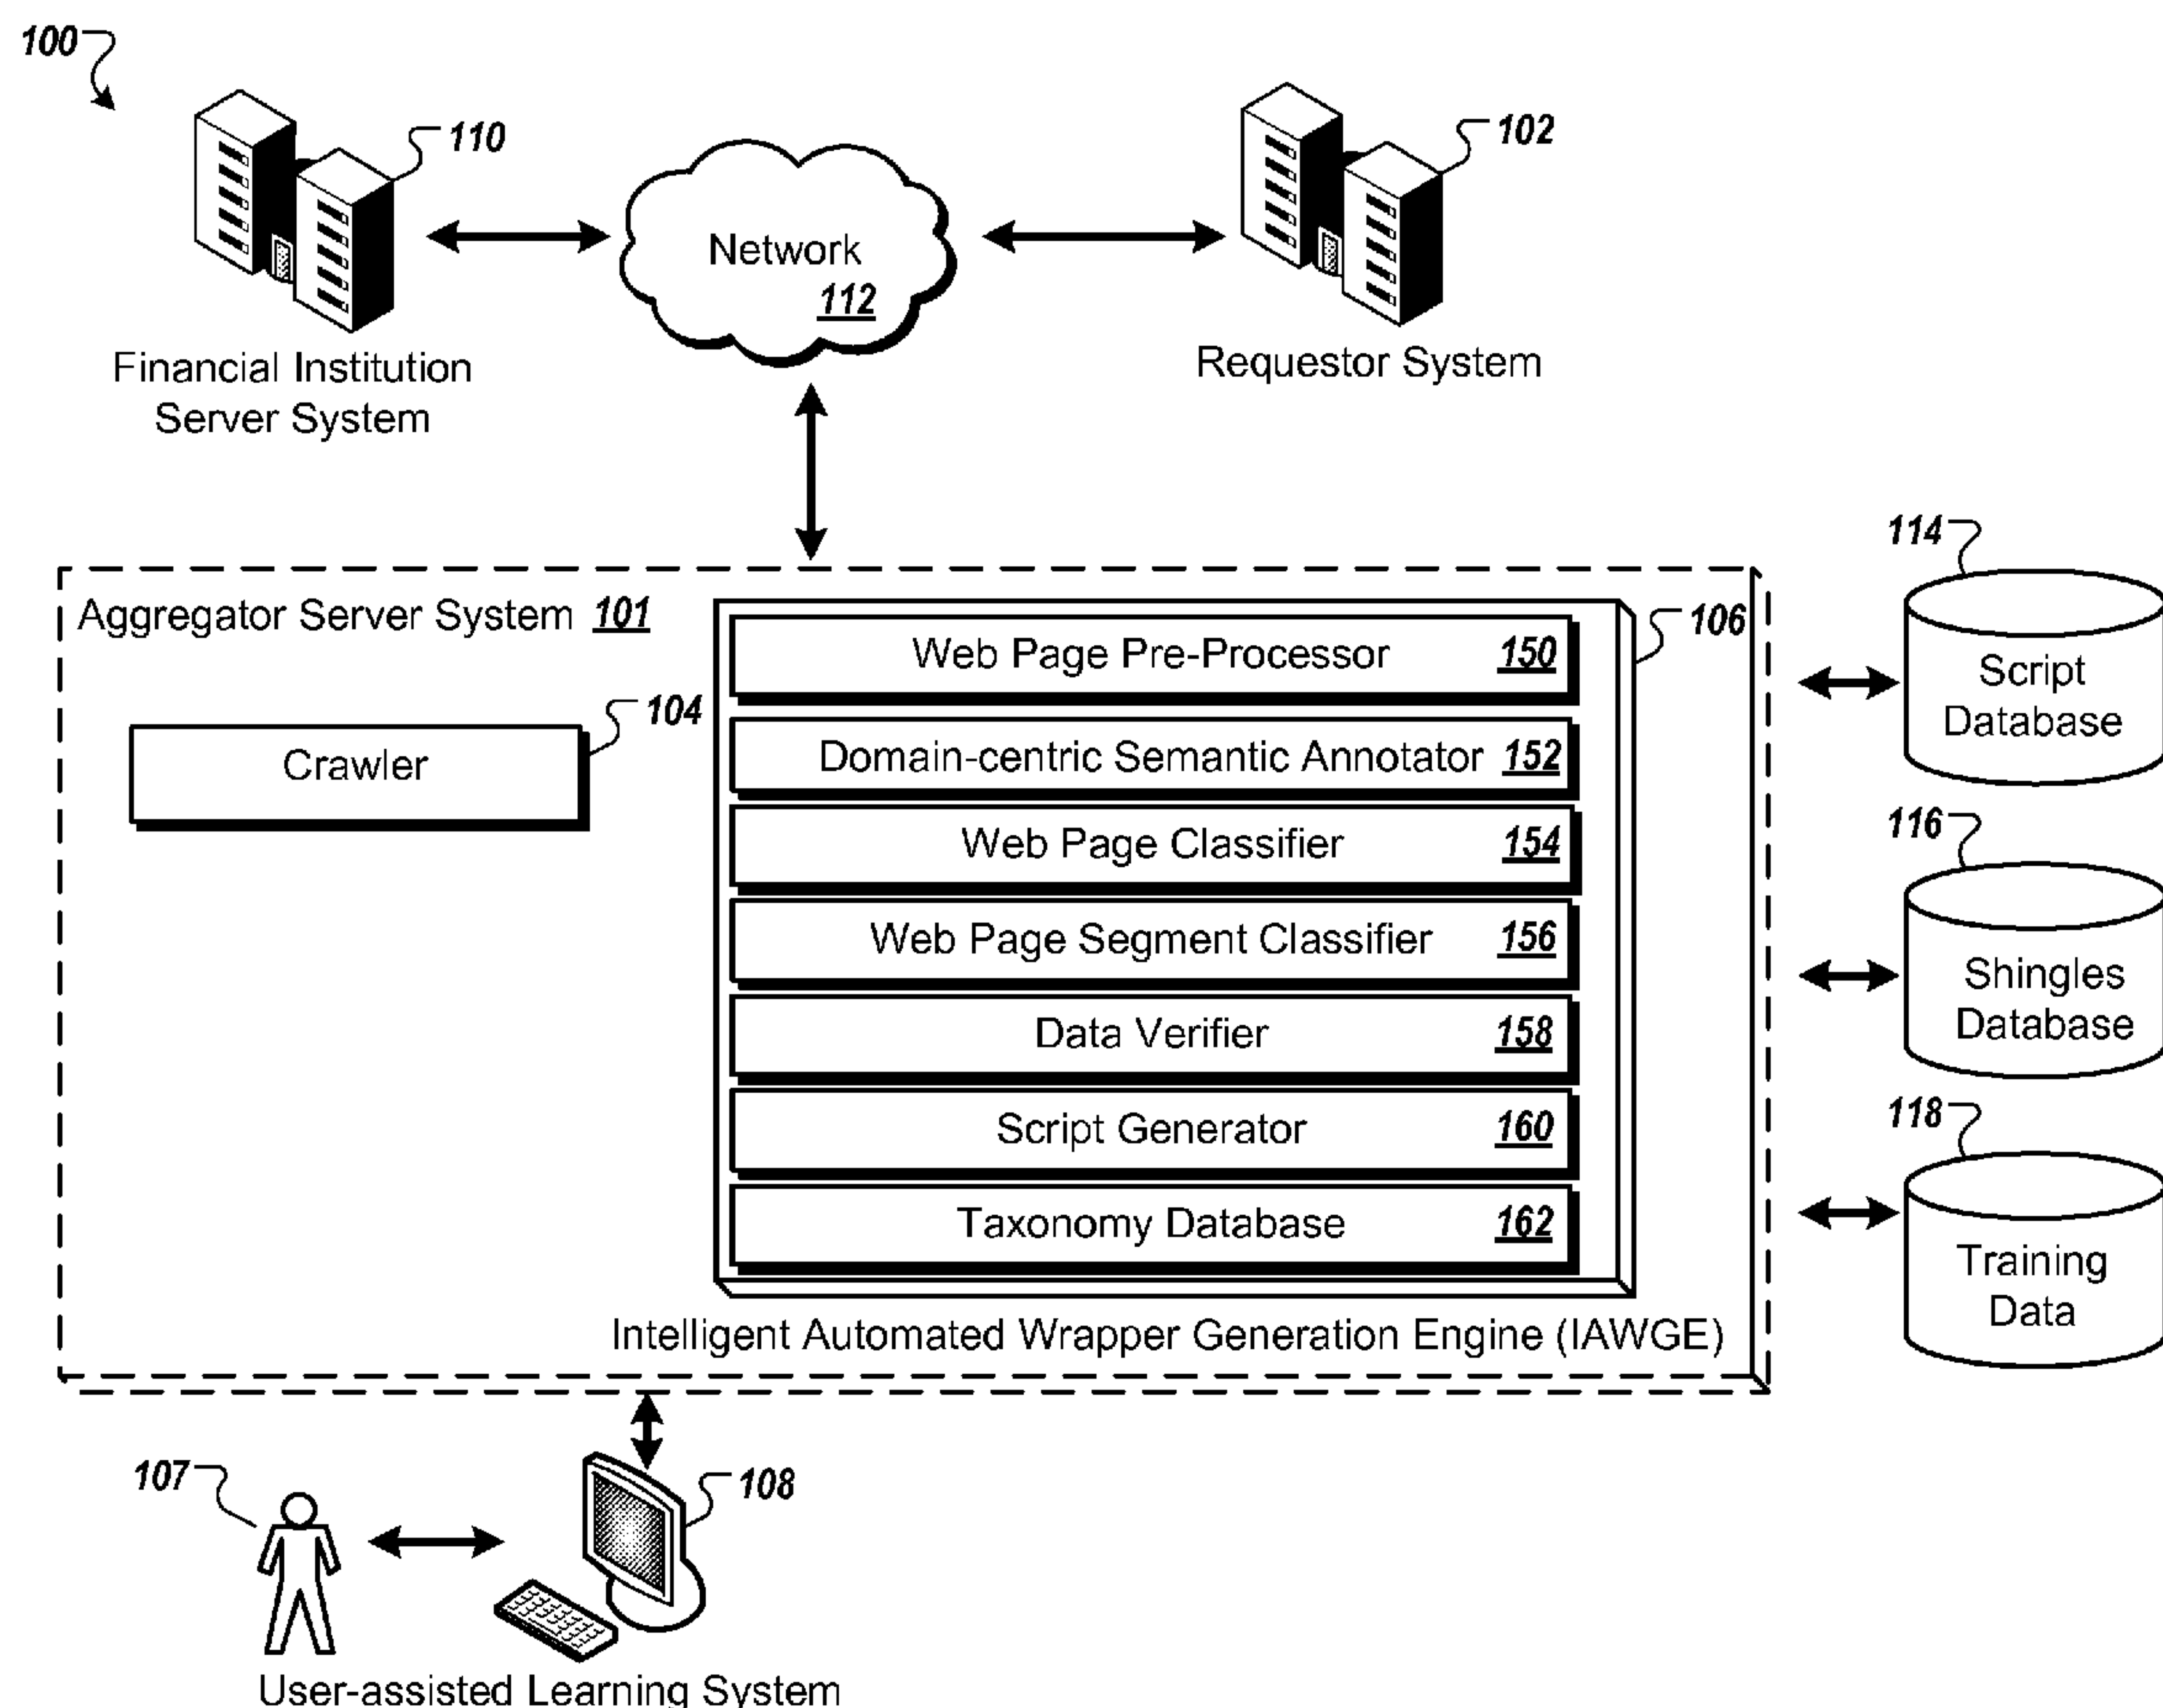 100
110
102
Network
112
Financial Institution
Server System
Requestor System
Aggregator Server System 101
106
Web Page Pre-Processor 150
104
Crawler
Domain-centric Semantic Annotator 152
Web Page Classifier 154
Web Page Segment Classifier 156
Data Verifier 158
Script Generator 160
Taxonomy Database 162
Intelligent Automated Wrapper Generation Engine (IAWGE)
114
Script
Database
116
Shingles
Database
118
Training
Data
107
108
User-assisted Learning System